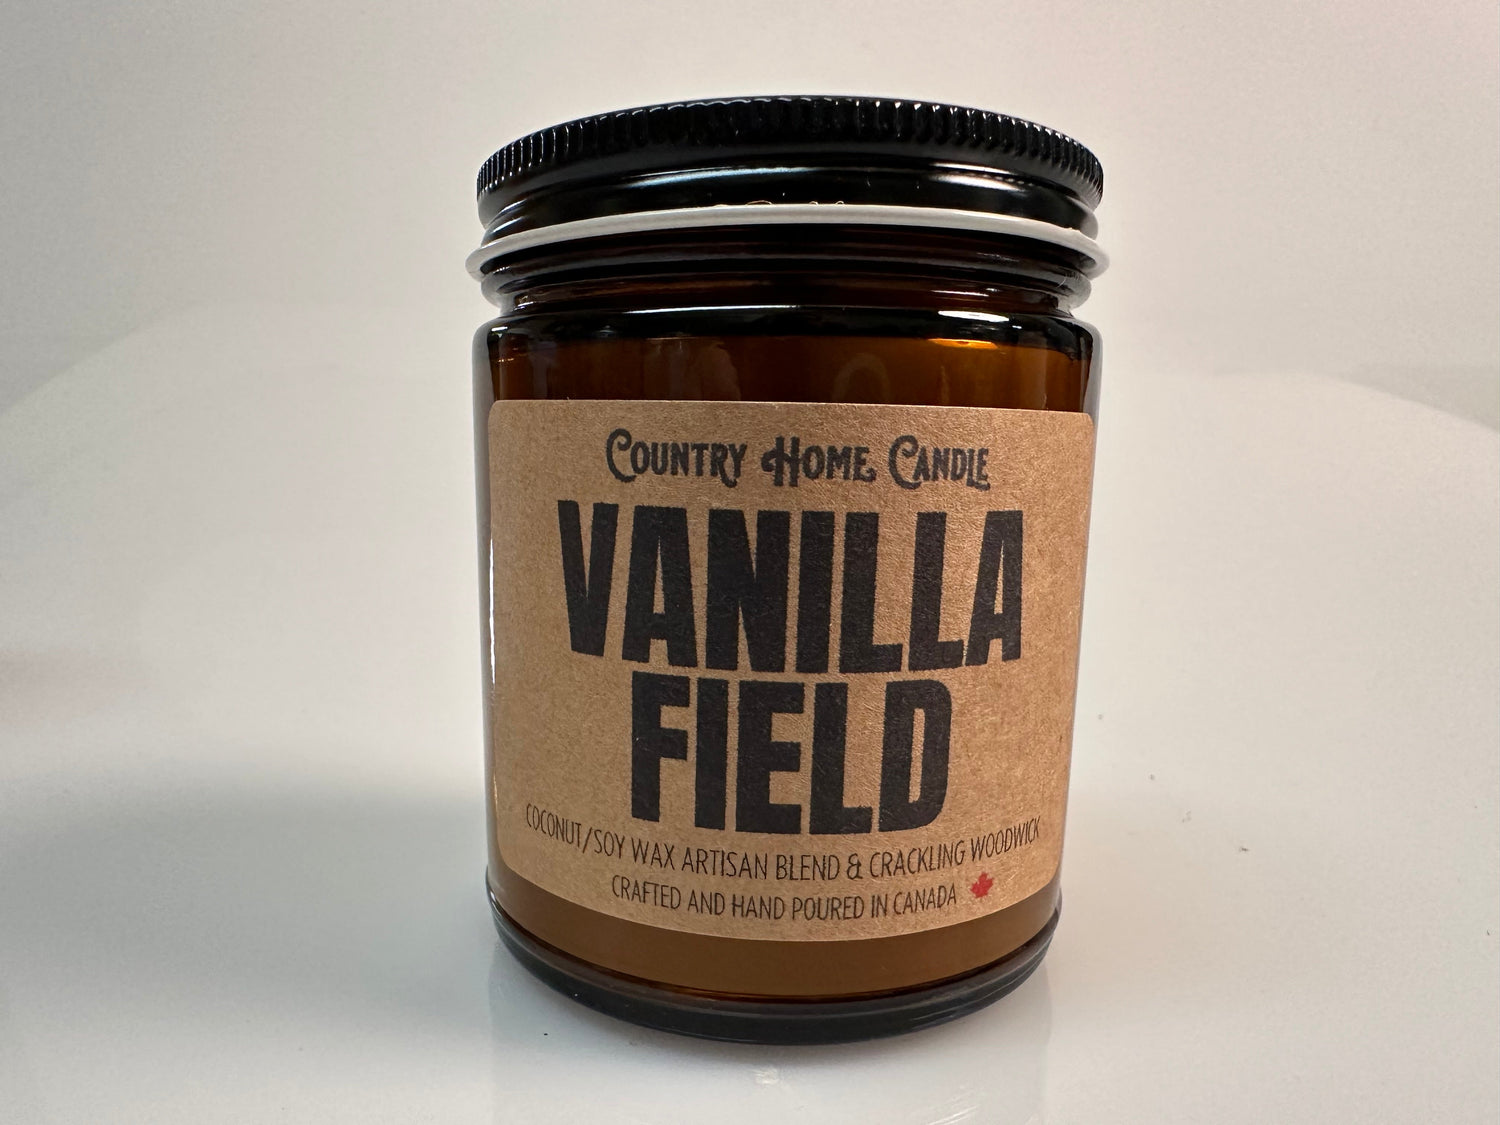 COUNTRY HOME CANDLE
VANILLA
FIELD
COCONUT/SOY WAX ARTISAN BLEND & CRACKLING WOODWICK
CRAFTED AND HAND POURED IN CANADA